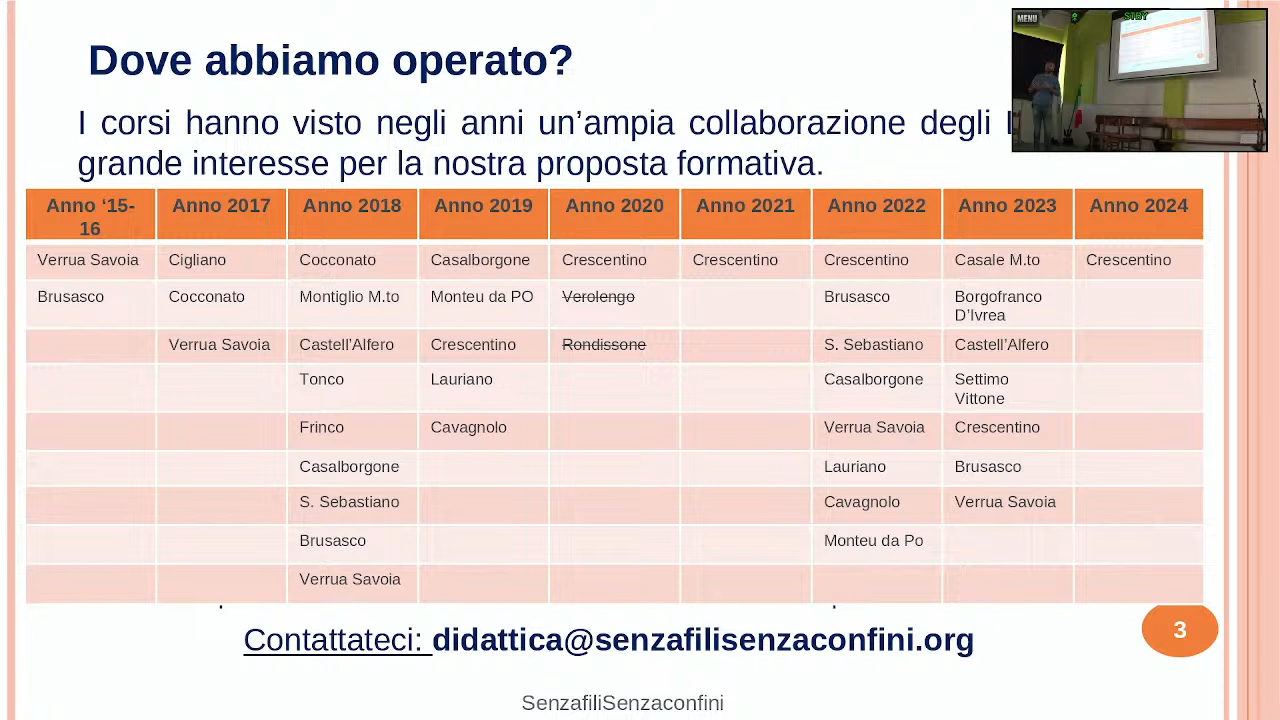 Dove abbiamo operato?
I corsi hanno visto negli anni un’ampia collaborazione degli
grande interesse per la nostra proposta formativa.
Anno ‘15-16 Anno 2017 Anno 2018 Anno 2019 Anno 2020 Anno 2021 Anno 2022 Anno 2023 Anno 2024
Verrua Savoia Cigliano Cocconato Casalborgone Crescentino Crescentino Crescentino Casale M.to Crescentino
Brusasco Cocconato Montiglio M.to Monteu da PO Verolengo Brusasco Borgofranco D’Ivrea
Verrua Savoia Castell’Alfero Crescentino Rondissone S. Sebastiano Castell’Alfero
Tonco Lauriano Casalborgone Settimo Vittone
Frinco Cavagnolo Verrua Savoia Crescentino
Casalborgone Lauriano Brusasco
S. Sebastiano Cavagnolo Verrua Savoia
Brusasco Monteu da Po
Verrua Savoia
Contattateci: didattica@senzafilisenzaconfini.org
3
SenzafiliSenzaconfini
MENU
STBY